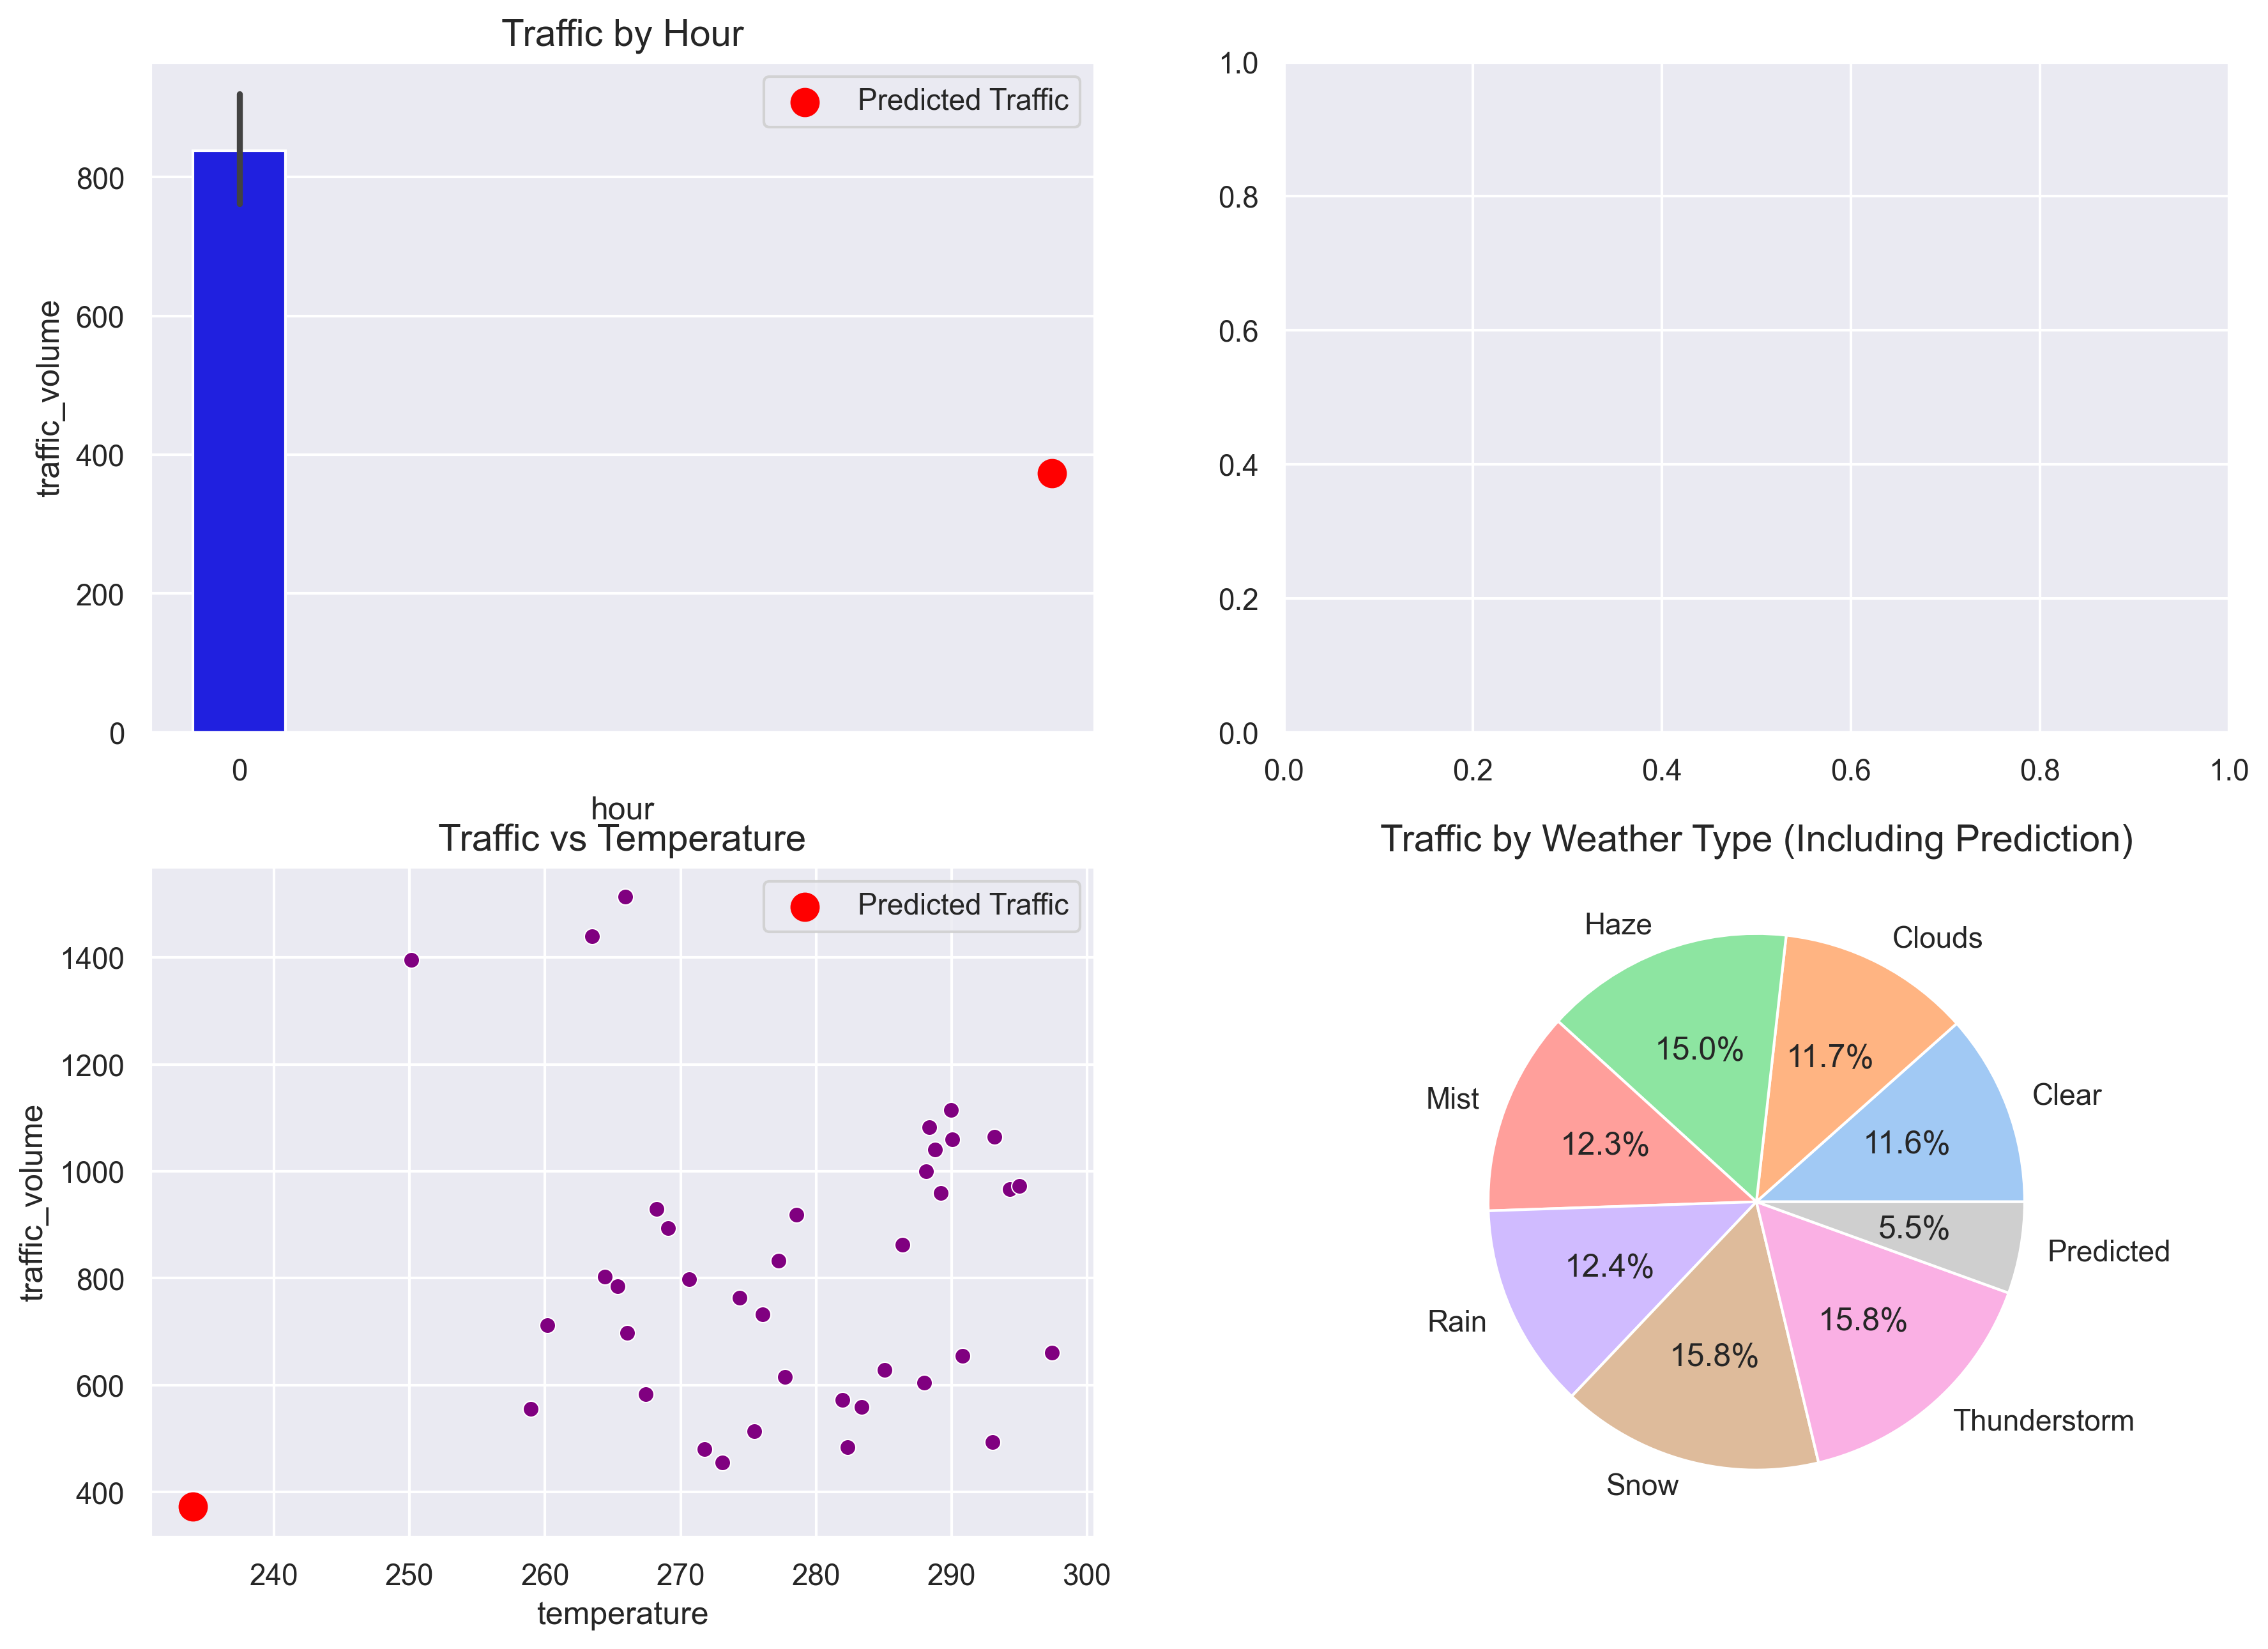 Traffic by Hour
Predicted Traffic
traffic_volume
800
600
400
200
0
0
hour
1.0
0.8
0.6
0.4
0.2
0.0
0.0 0.2 0.4 0.6 0.8 1.0
Traffic vs Temperature
Predicted Traffic
traffic_volume
1400
1200
1000
800
600
400
240 250 260 270 280 290 300
temperature
Traffic by Weather Type (Including Prediction)
Haze
Clouds
15.0%
11.7%
Mist
Clear
12.3%
11.6%
5.5%
Predicted
12.4%
Rain
15.8%
15.8%
Thunderstorm
Snow